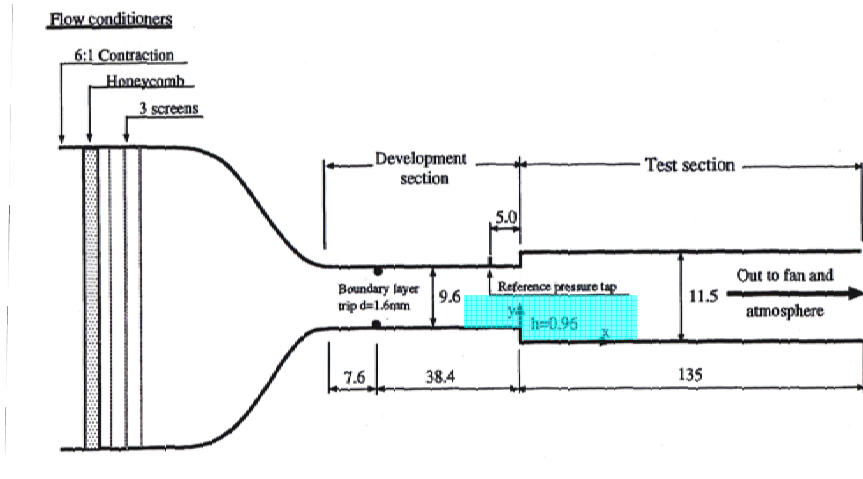 Flow conditioners
6:1 Contraction
Honeycomb
3 screens
Development
section
Test section
5.0
Boundary layer
trip d=1.6mm
9.6
Reference pressure tap
y
h=0.96
x
11.5
Out to fan and
atmosphere
7.6
38.4
135